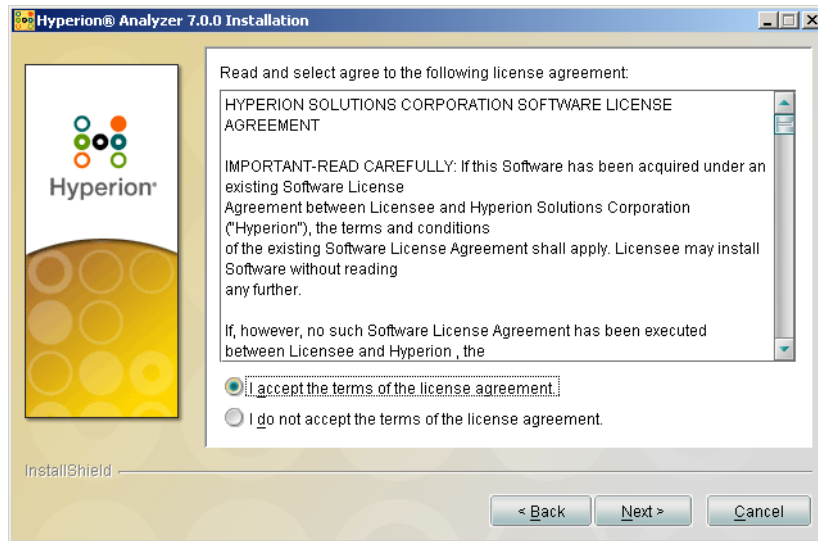 Hyperion® Analyzer 7.0.0 Installation
Read and select agree to the following license agreement:
HYPERION SOLUTIONS CORPORATION SOFTWARE LICENSE
AGREEMENT
IMPORTANT-READ CAREFULLY: If this Software has been acquired under an
existing Software License
Agreement between Licensee and Hyperion Solutions Corporation
("Hyperion"), the terms and conditions
of the existing Software License Agreement shall apply. Licensee may install
Software without reading
any further.
If, however, no such Software License Agreement has been executed
between Licensee and Hyperion , the
Hyperion·
I accept the terms of the license agreement.
I do not accept the terms of the license agreement.
InstallShield
< Back
Next >
Cancel